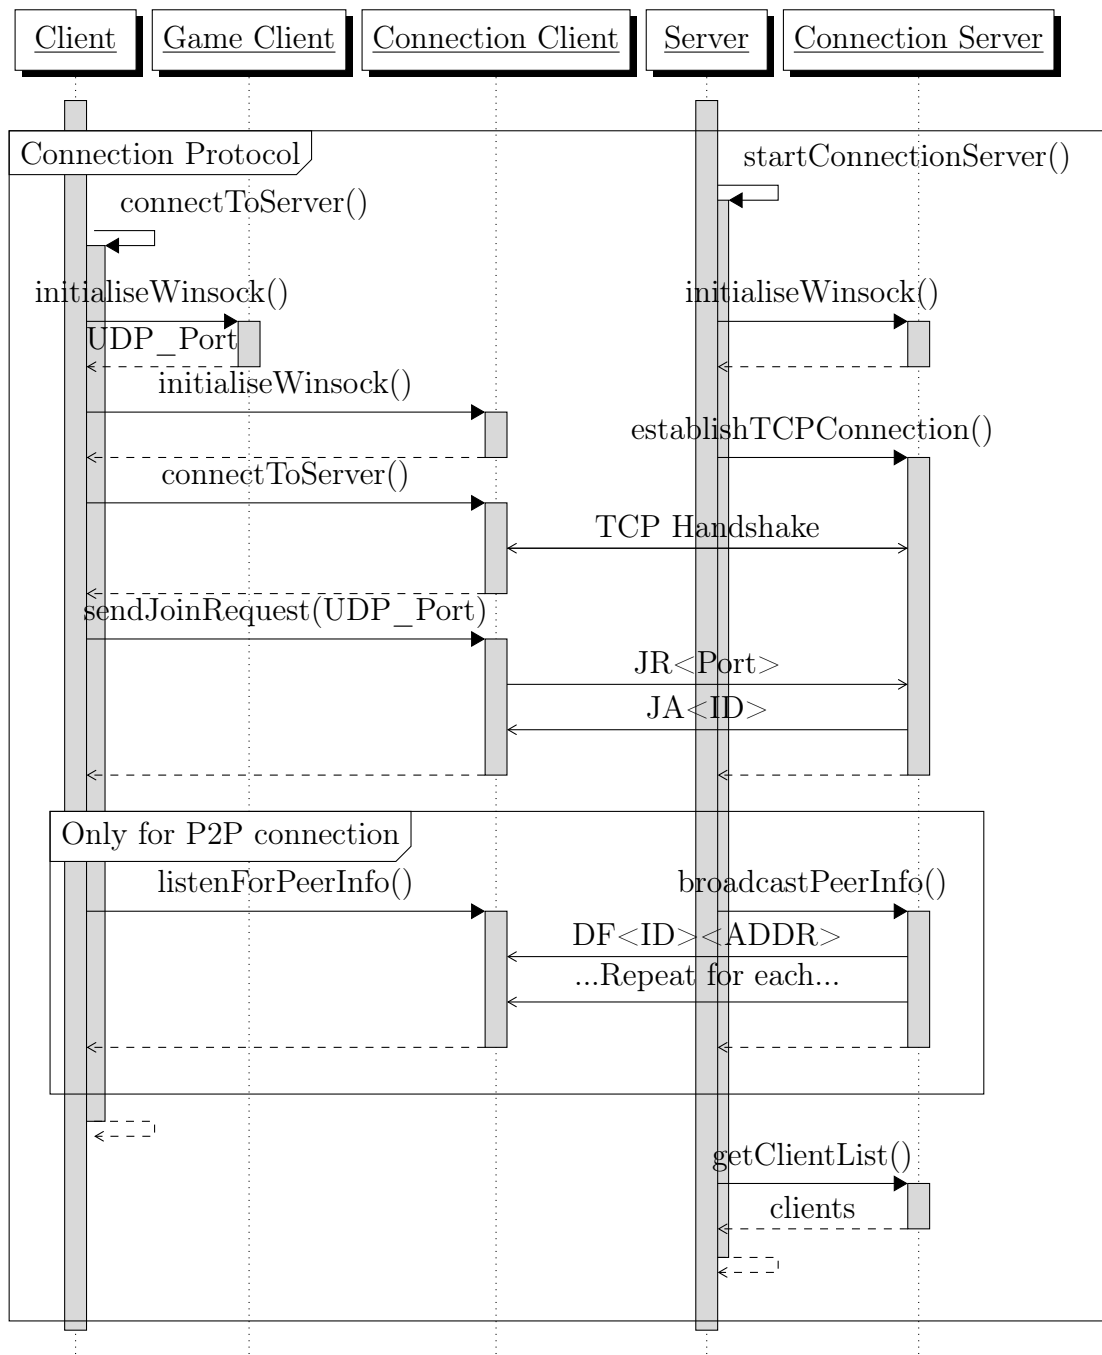 Client
Game Client
Connection Client
Server
Connection Server
Connection Protocol
startConnectionServer()
connectToServer()
initialiseWinsock()
initialiseWinsock()
UDP_Port
initialiseWinsock()
establishTCPConnection()
connectToServer()
TCP Handshake
sendJoinRequest(UDP_Port)
JR<Port>
JA<ID>
Only for P2P connection
listenForPeerInfo()
broadcastPeerInfo()
DF<ID><ADDR>
...Repeat for each...
getClientList()
clients